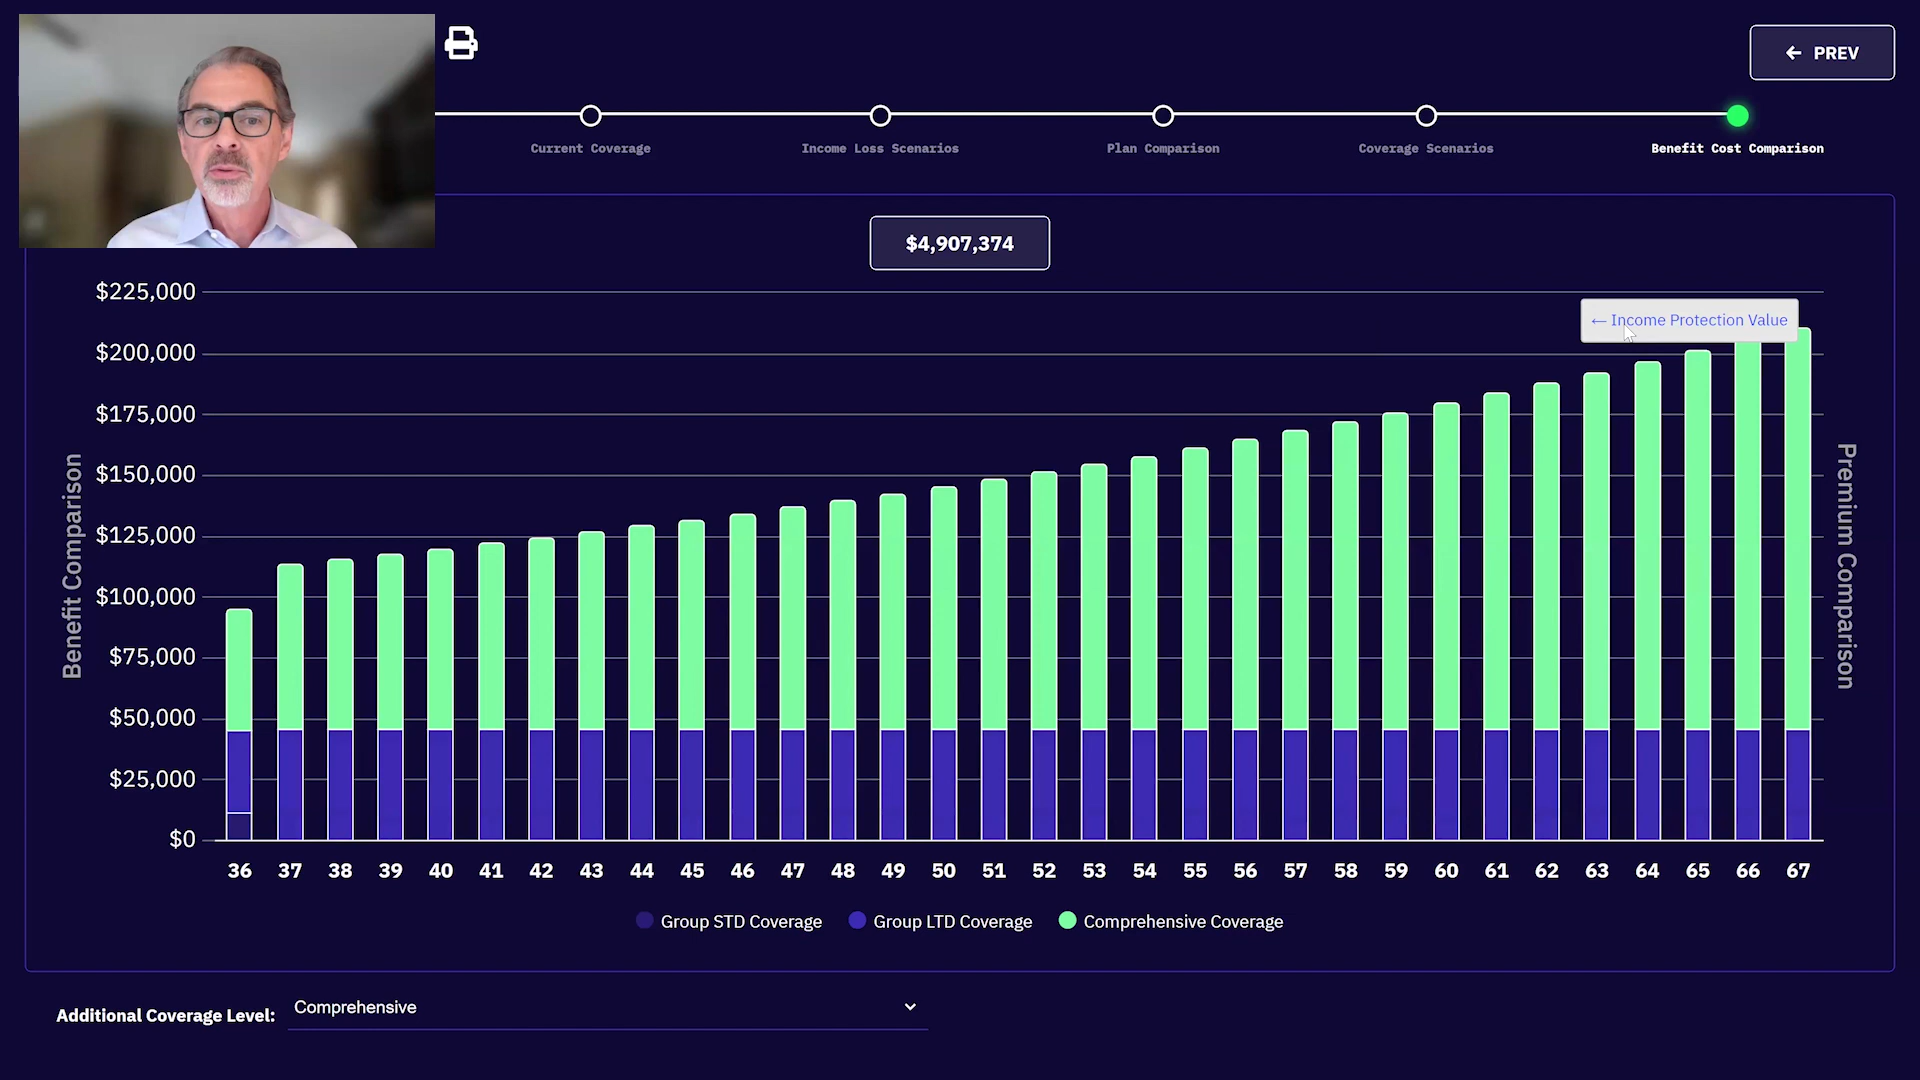 ← PREV
Current Coverage
Income Loss Scenarios
Plan Comparison
Coverage Scenarios
Benefit Cost Comparison
$4,907,374
← Income Protection Value
Benefit Comparison
$225,000
$200,000
$175,000
$150,000
$125,000
$100,000
$75,000
$50,000
$25,000
$0
Premium Comparison
36 37 38 39 40 41 42 43 44 45 46 47 48 49 50 51 52 53 54 55 56 57 58 59 60 61 62 63 64 65 66 67
Group STD Coverage Group LTD Coverage Comprehensive Coverage
Additional Coverage Level: Comprehensive